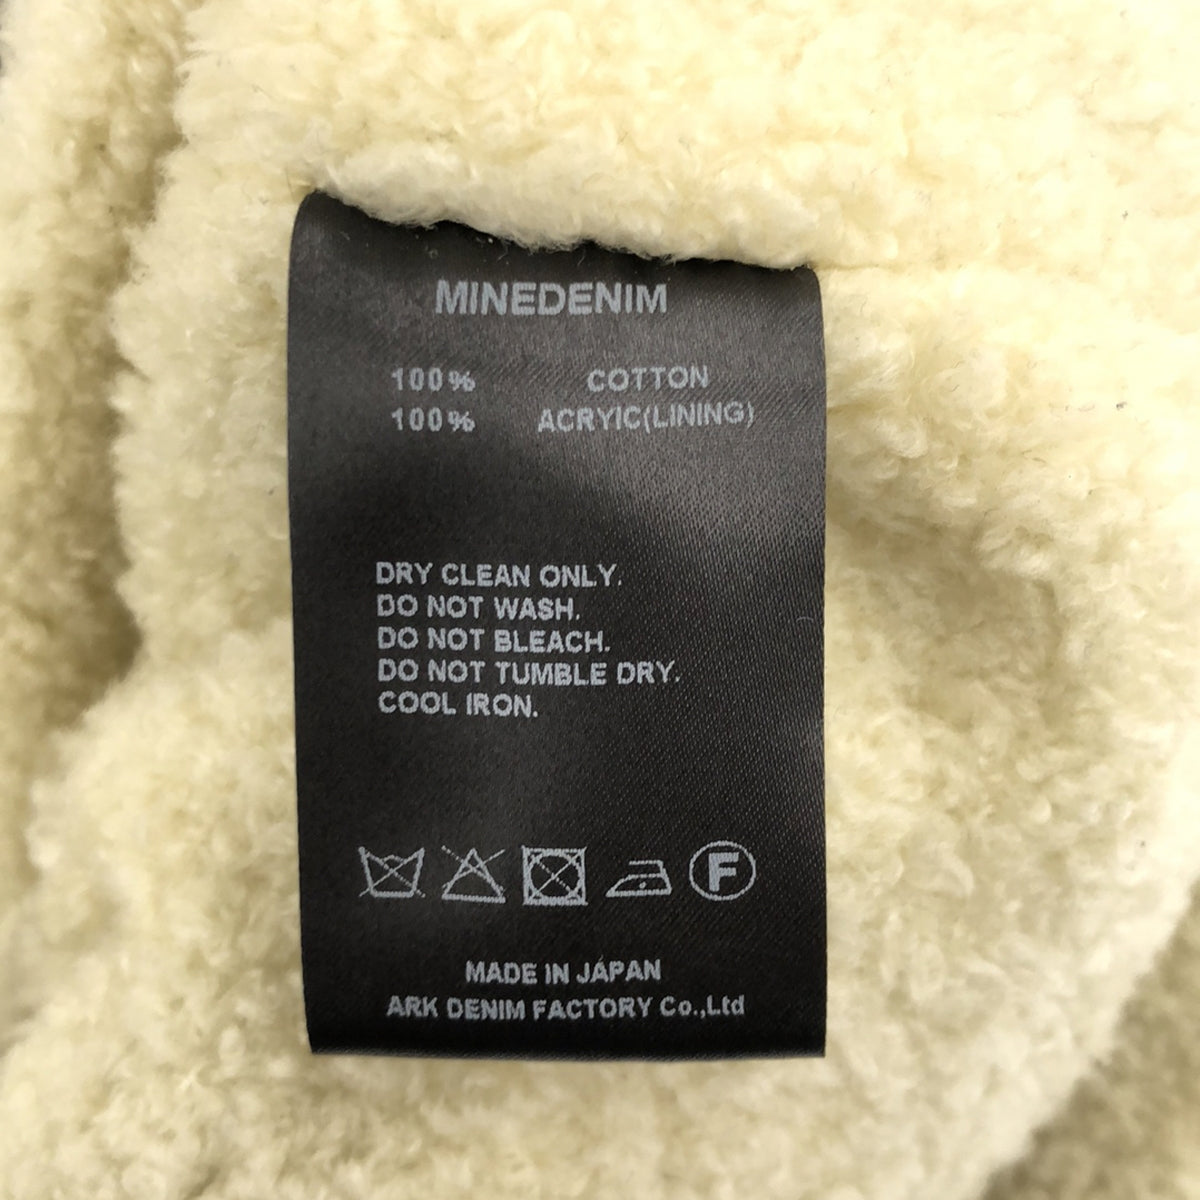 MINEDENIM
100% COTTON
100% ACRYIC(LINING)
DRY CLEAN ONLY.
DO NOT WASH.
DO NOT BLEACH.
DO NOT TUMBLE DRY.
COOL IRON.
F
MADE IN JAPAN
ARK DENIM FACTORY Co.,Ltd